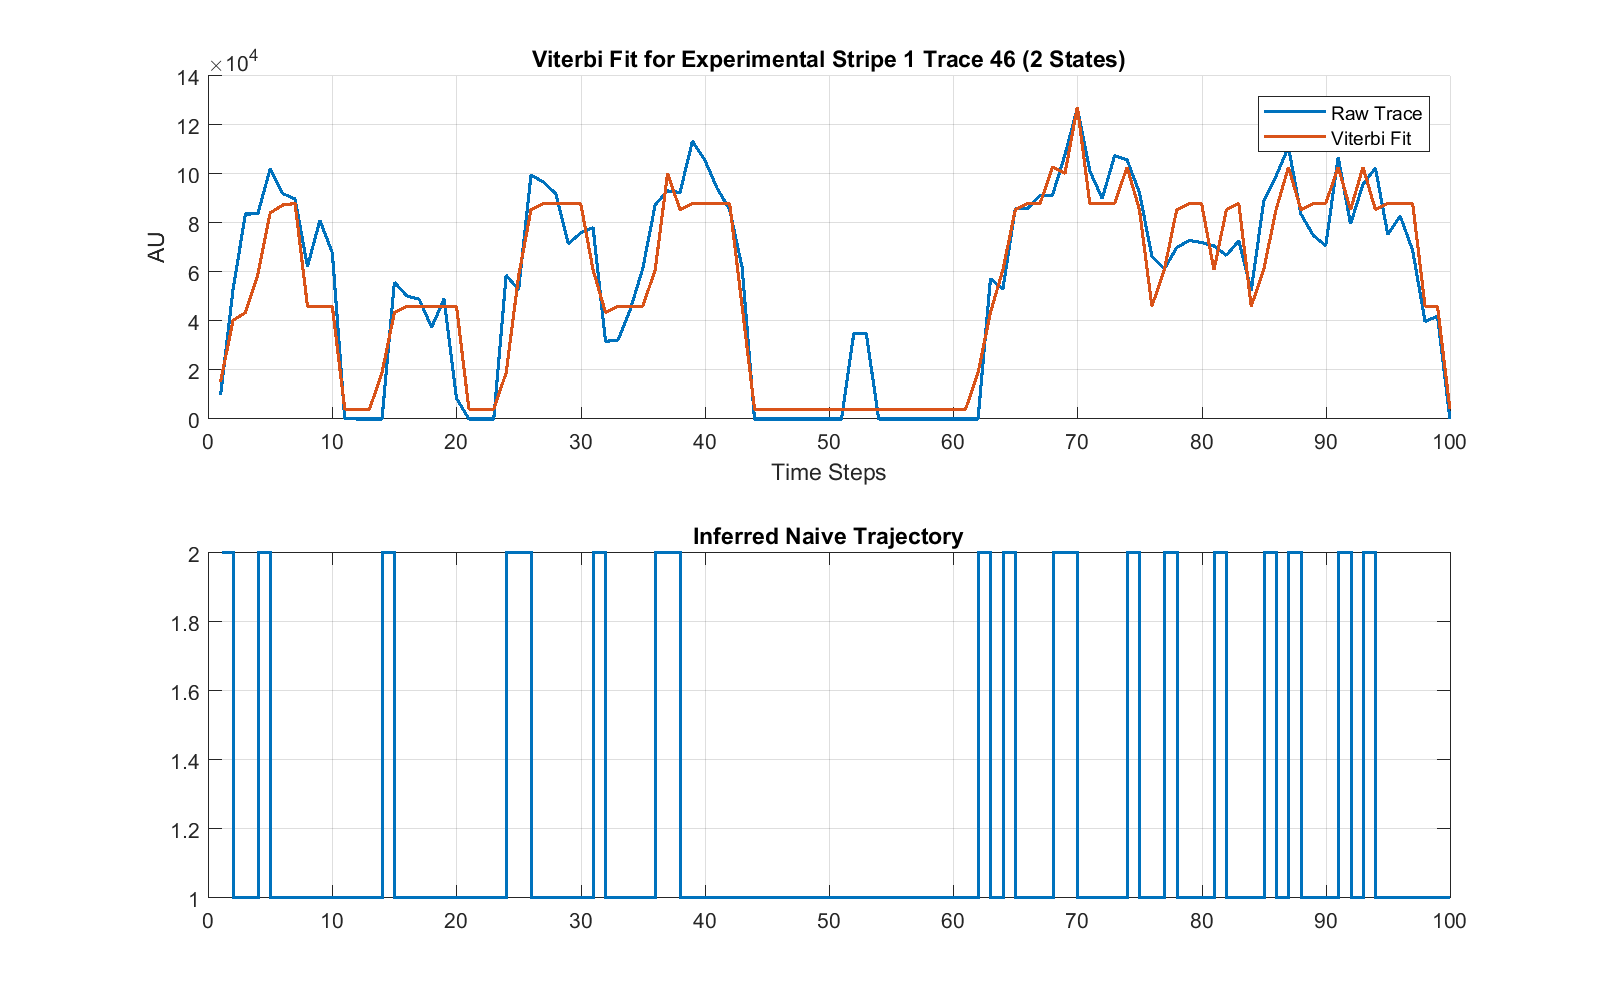 Viterbi Fit for Experimental Stripe 1 Trace 46 (2 States)
×10^4
14
12
10
8
6
4
2
0
AU
Raw Trace
Viterbi Fit
0 10 20 30 40 50 60 70 80 90 100
Time Steps
Inferred Naive Trajectory
2
1.8
1.6
1.4
1.2
1
0 10 20 30 40 50 60 70 80 90 100